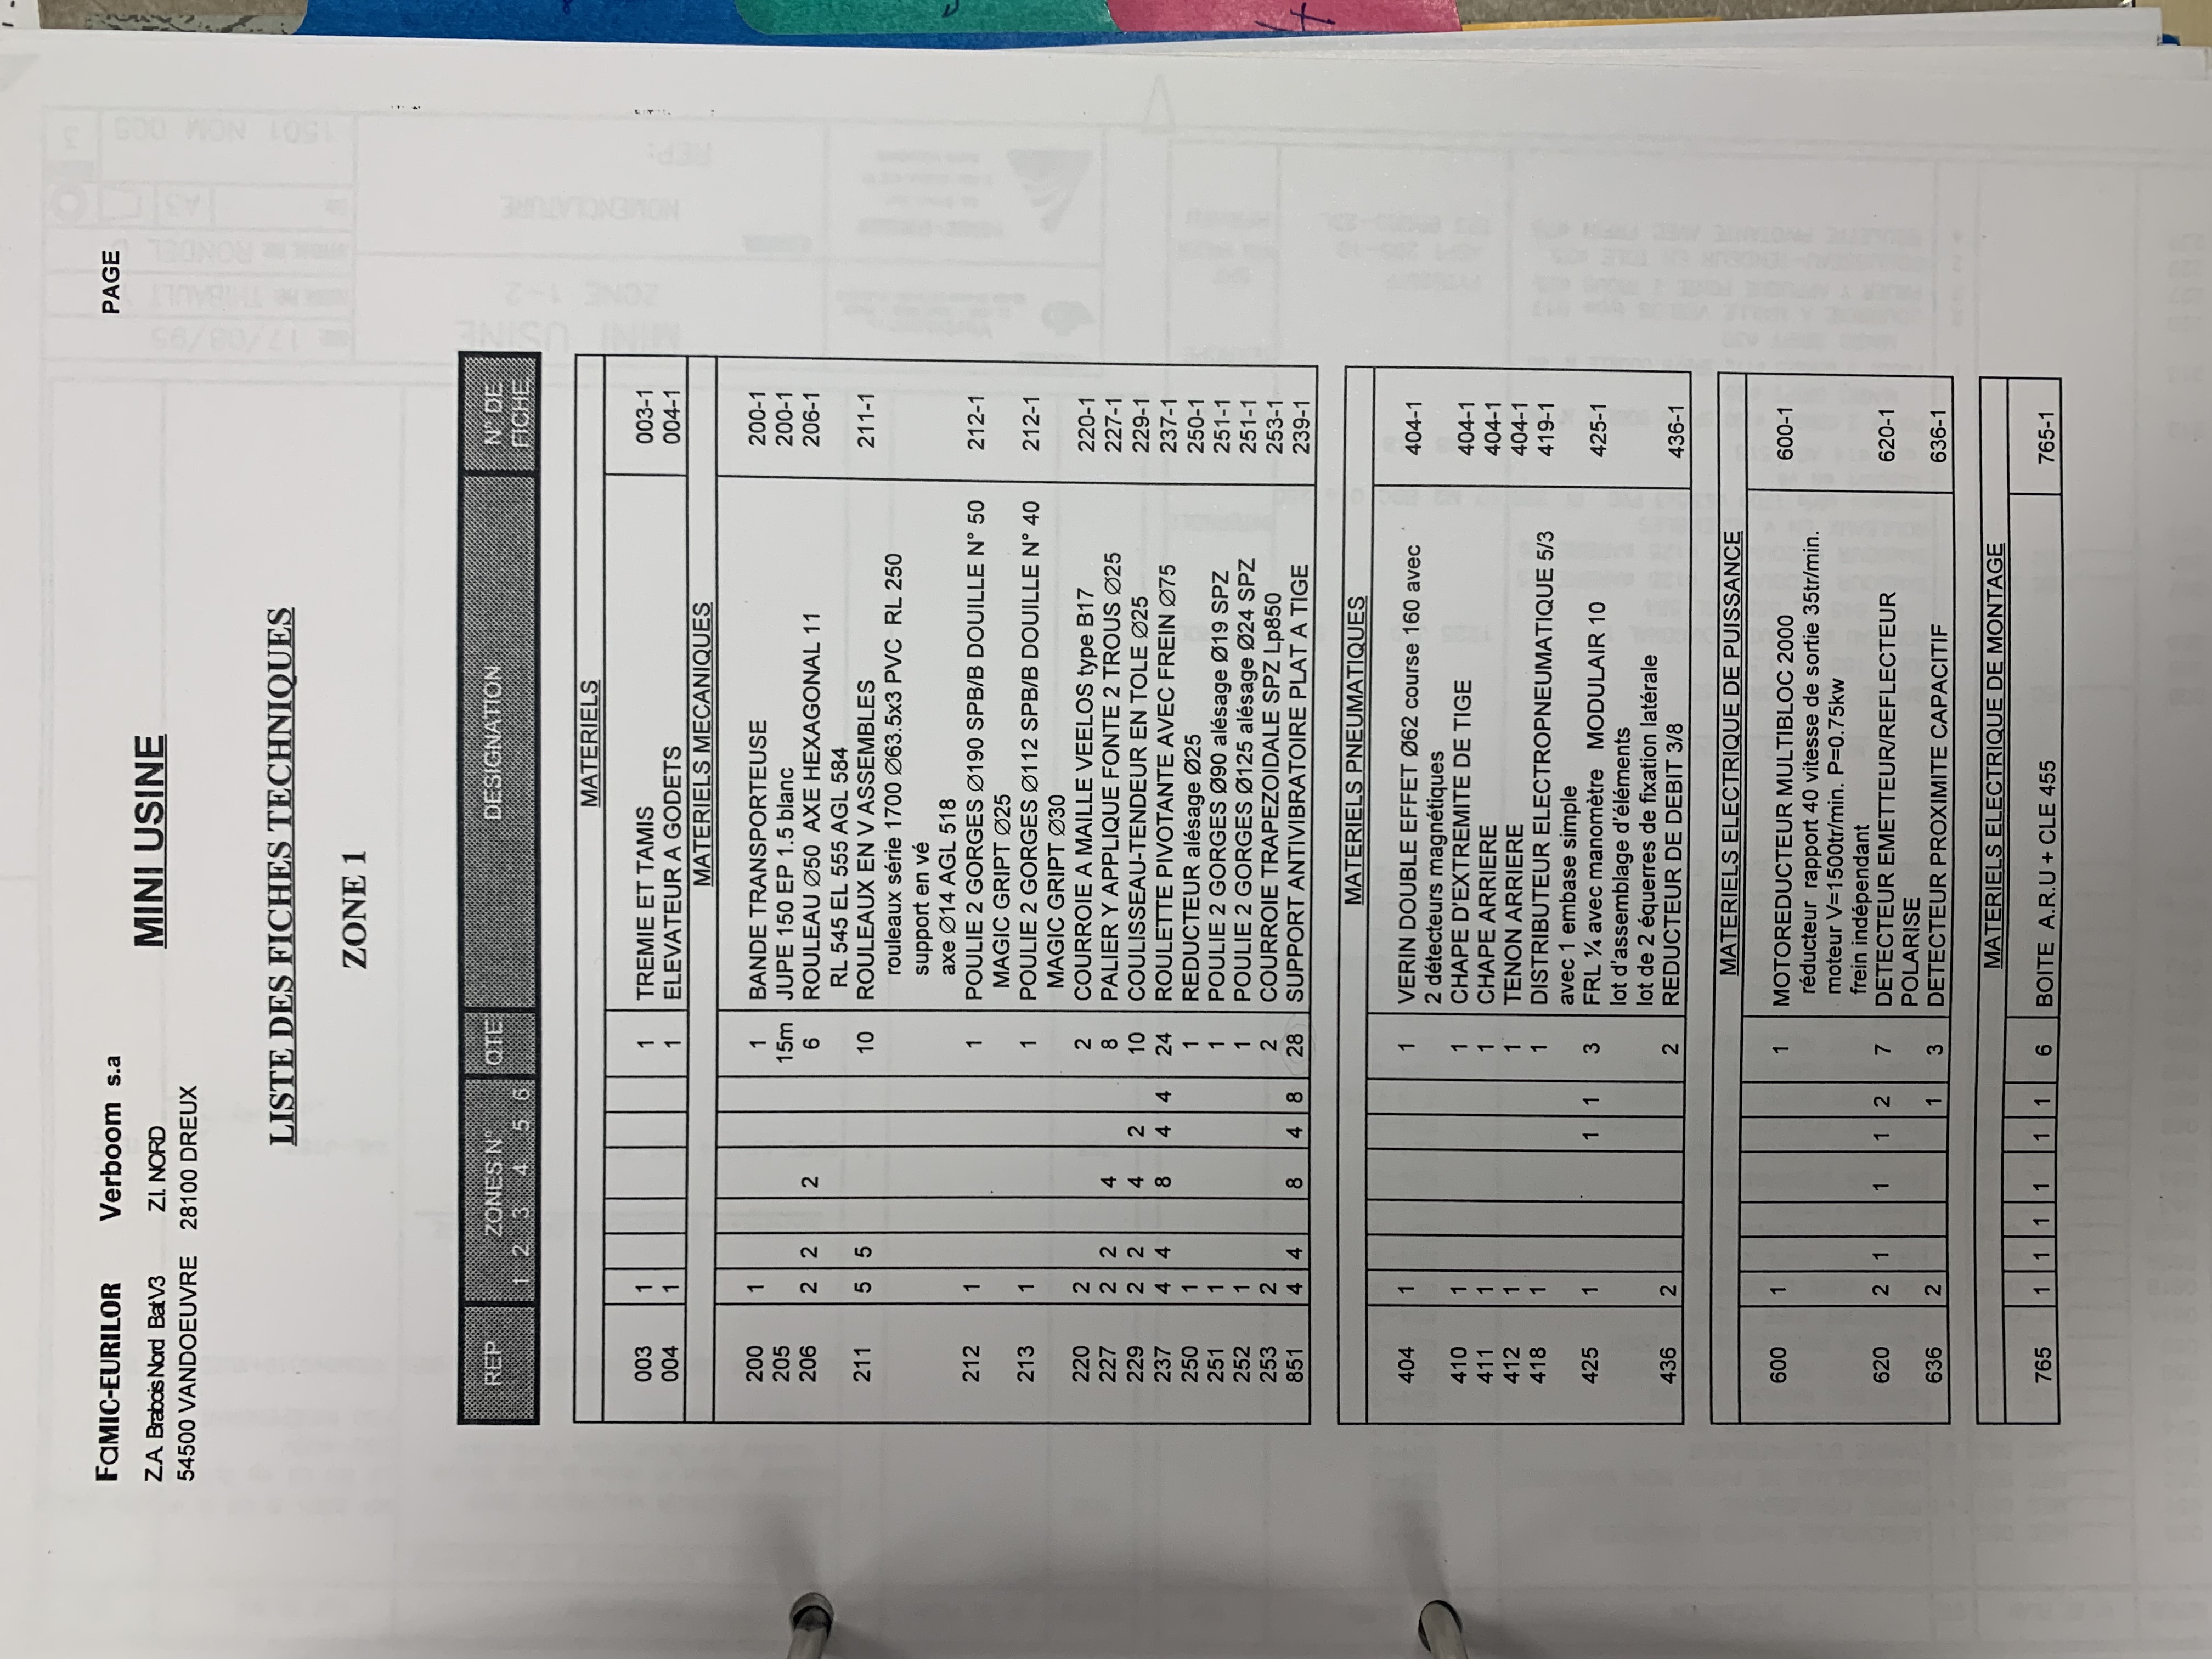 FaMIC-EURILOR Verboom s.a PAGE
Z.A. Brabois Nord Bat V3 Z.I. NORD MINI USINE
54500 VANDOEUVRE 28100 DREUX
LISTE DES FICHES TECHNIQUES
ZONE 1
REP ZONES N° QTE DESIGNATION N° DE
1 2 3 4 5 6 FICHE
MATERIELS
003 1 1 TREMIE ET TAMIS 003-1
004 1 1 ELEVATEUR A GODETS 004-1
MATERIELS MECANIQUES
200 1 1 BANDE TRANSPORTEUSE 200-1
205 15m JUPE 150 EP 1.5 blanc 200-1
206 2 2 2 6 ROULEAU Ø50 AXE HEXAGONAL 11 206-1
RL 545 EL 555 AGL 584
211 5 5 10 ROULEAUX EN V ASSEMBLES 211-1
rouleaux série 1700 Ø63.5x3 PVC RL 250
support en vé
axe Ø14 AGL 518
212 1 1 POULIE 2 GORGES Ø190 SPB/B DOUILLE N° 50 212-1
MAGIC GRIPT Ø25
213 1 1 POULIE 2 GORGES Ø112 SPB/B DOUILLE N° 40 212-1
MAGIC GRIPT Ø30
220 2 2 COURROIE A MAILLE VEELOS type B17 220-1
227 2 2 4 8 PALIER Y APPLIQUE FONTE 2 TROUS Ø25 227-1
229 2 2 4 2 10 COULISSEAU-TENDEUR EN TOLE Ø25 229-1
237 4 4 8 4 4 24 ROULETTE PIVOTANTE AVEC FREIN Ø75 237-1
250 1 1 REDUCTEUR alésage Ø25 250-1
251 1 1 POULIE 2 GORGES Ø90 alésage Ø19 SPZ 251-1
252 1 1 POULIE 2 GORGES Ø125 alésage Ø24 SPZ 251-1
253 2 2 COURROIE TRAPEZOIDALE SPZ Lp850 253-1
851 4 4 8 4 8 28 SUPPORT ANTIVIBRATOIRE PLAT A TIGE 239-1
MATERIELS PNEUMATIQUES
404 1 1 VERIN DOUBLE EFFET Ø62 course 160 avec 404-1
2 détecteurs magnétiques
410 1 1 CHAPE D'EXTREMITE DE TIGE 404-1
411 1 1 CHAPE ARRIERE 404-1
412 1 1 TENON ARRIERE 404-1
418 1 1 DISTRIBUTEUR ELECTROPNEUMATIQUE 5/3 419-1
avec 1 embase simple
425 1 1 1 3 FRL ¼ avec manomètre MODULAIR 10 425-1
lot d'assemblage d'éléments
lot de 2 équerres de fixation latérale
436 2 2 REDUCTEUR DE DEBIT 3/8 436-1
MATERIELS ELECTRIQUE DE PUISSANCE
600 1 1 MOTOREDUCTEUR MULTIBLOC 2000 600-1
réducteur rapport 40 vitesse de sortie 35tr/min.
moteur V=1500tr/min. P=0.75kw
frein indépendant
620 2 1 1 1 2 7 DETECTEUR EMETTEUR/REFLECTEUR 620-1
POLARISE
636 2 1 3 DETECTEUR PROXIMITE CAPACITIF 636-1
MATERIELS ELECTRIQUE DE MONTAGE
765 1 1 1 1 1 1 6 BOITE A.R.U + CLE 455 765-1